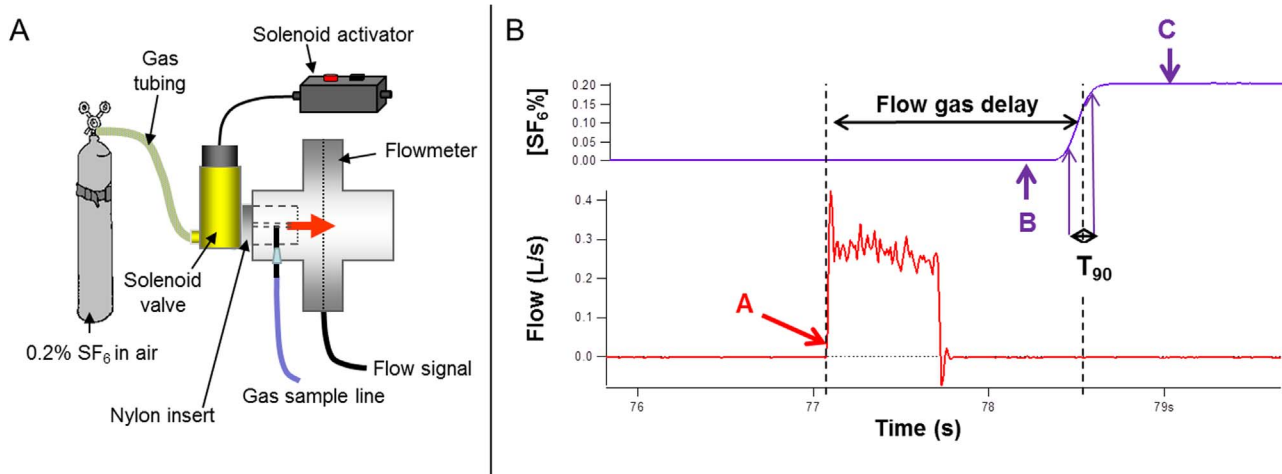 A
Solenoid activator
Gas
tubing
Flowmeter
Solenoid
valve
0.2% SF6 in air
Nylon insert
Gas sample line
Flow signal
B
C
[SF6%]
0.20
0.15
0.10
0.05
0.00
Flow gas delay
B
T90
Flow (L/s)
0.4
0.3
0.2
0.1
0.0
A
76
77
78
79s
Time (s)